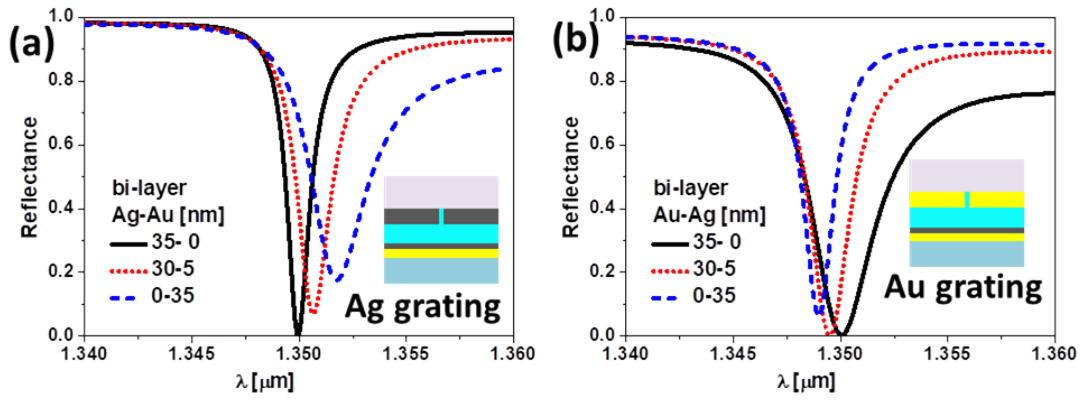 (a)
Reflectance
1.0
0.8
0.6
0.4
0.2
0.0
bi-layer
Ag-Au [nm]
35- 0
30-5
0-35
Ag grating
1.340 1.345 1.350 1.355 1.360
λ [μm]
(b)
Reflectance
1.0
0.8
0.6
0.4
0.2
0.0
bi-layer
Au-Ag [nm]
35- 0
30-5
0-35
Au grating
1.340 1.345 1.350 1.355 1.360
λ [μm]